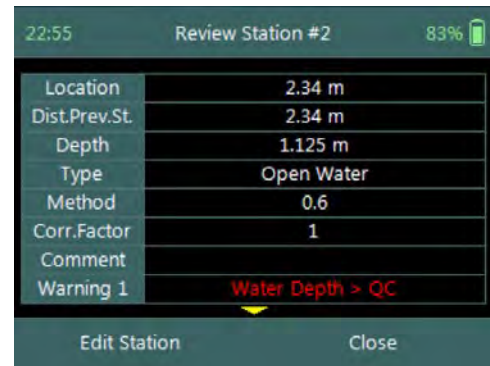 22:55 Review Station #2 83%
Location 2.34 m
Dist.Prev.St. 2.34 m
Depth 1.125 m
Type Open Water
Method 0.6
Corr.Factor 1
Comment
Warning 1 Water Depth > QC
Edit Station Close